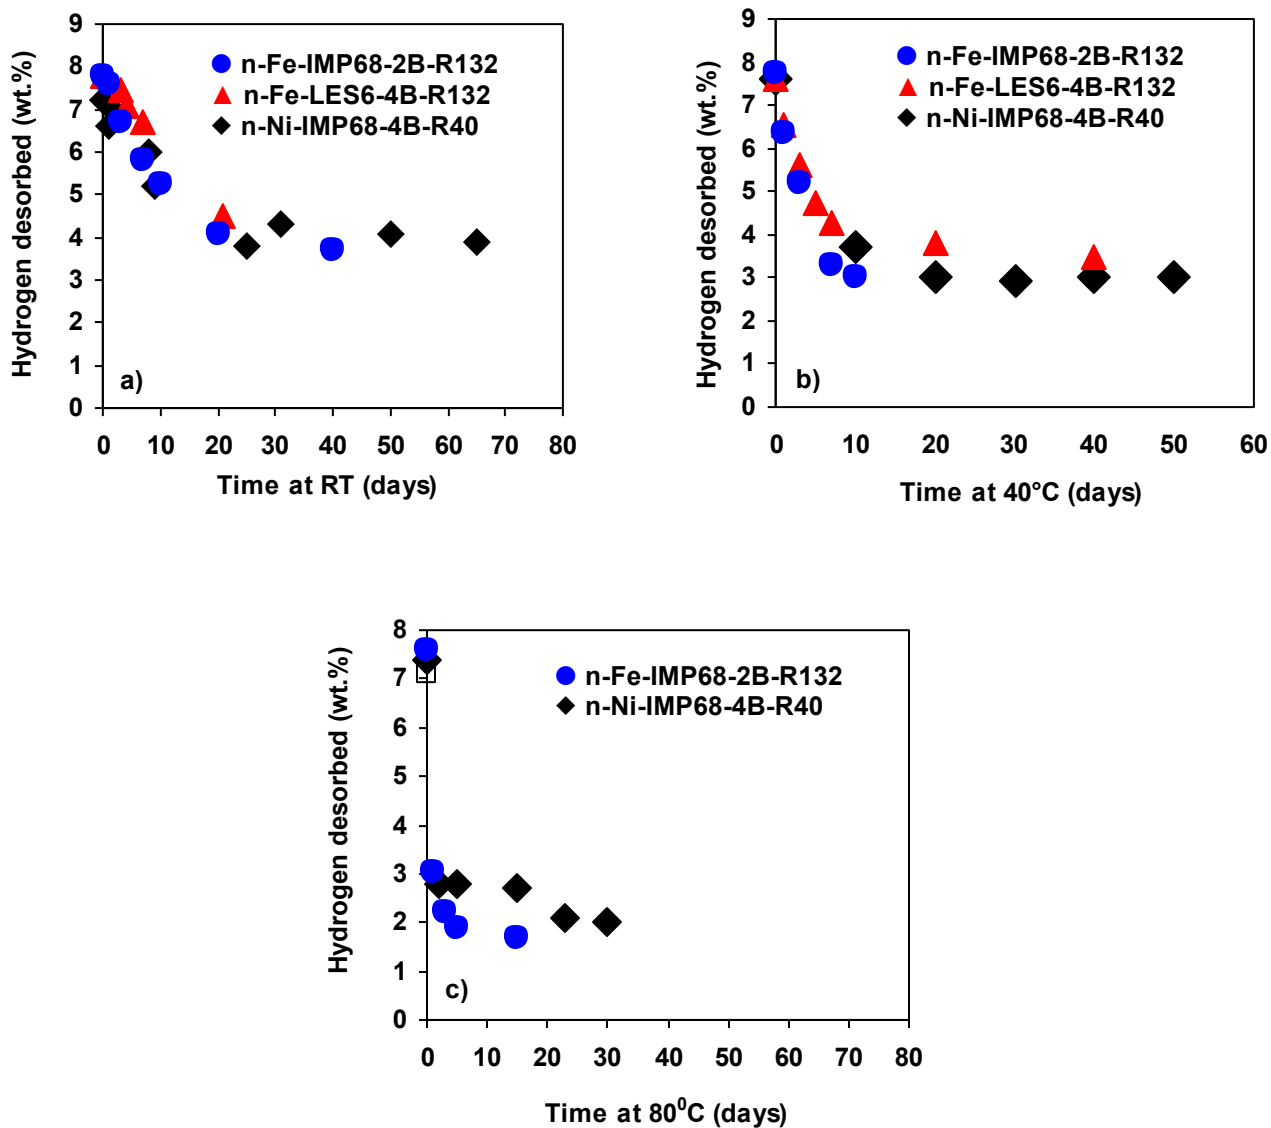 Hydrogen desorbed (wt.%)
9
8
7
6
5
4
3
2
1
0
n-Fe-IMP68-2B-R132
n-Fe-LES6-4B-R132
n-Ni-IMP68-4B-R40
a)
0 10 20 30 40 50 60 70 80
Time at RT (days)
Hydrogen desorbed (wt.%)
9
8
7
6
5
4
3
2
1
0
n-Fe-IMP68-2B-R132
n-Fe-LES6-4B-R132
n-Ni-IMP68-4B-R40
b)
0 10 20 30 40 50 60
Time at 40°C (days)
Hydrogen desorbed (wt.%)
8
7
6
5
4
3
2
1
0
n-Fe-IMP68-2B-R132
n-Ni-IMP68-4B-R40
c)
0 10 20 30 40 50 60 70 80
Time at 80⁰C (days)